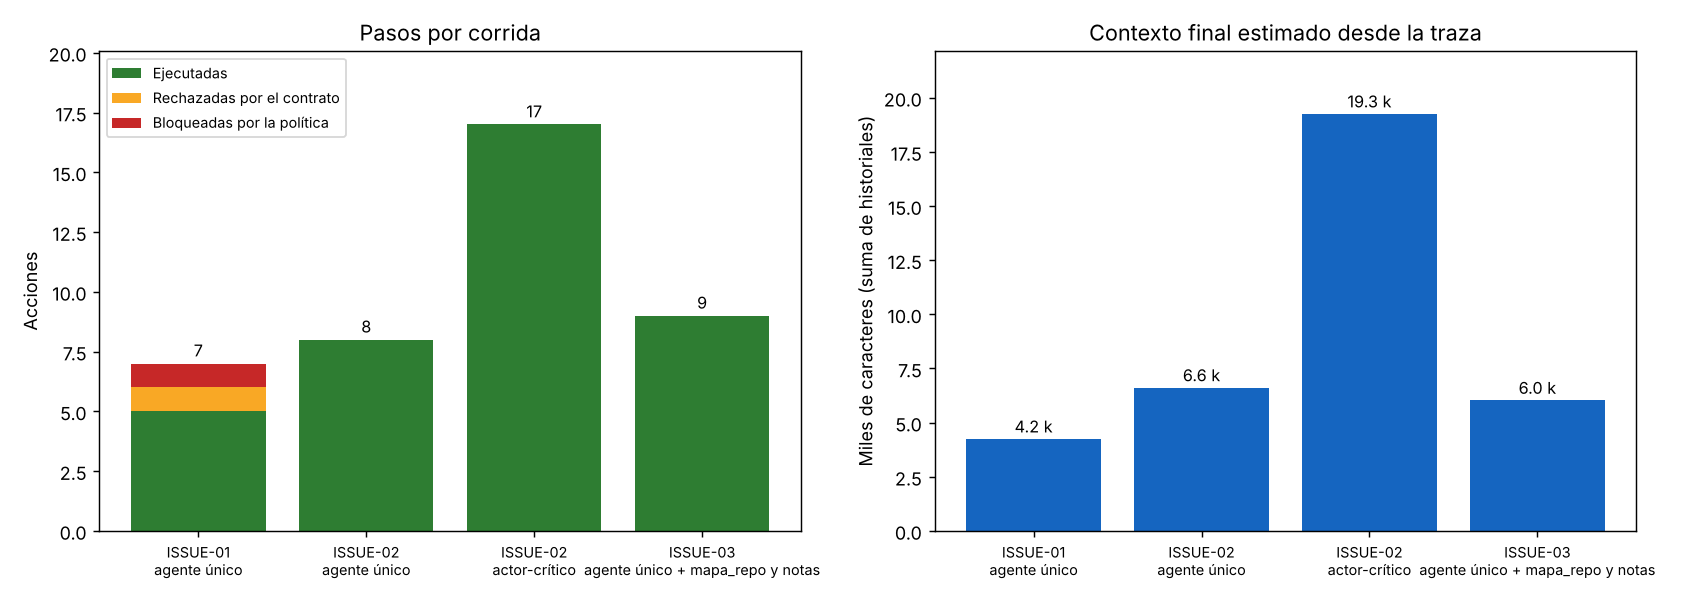 Pasos por corrida
Acciones
20.0
17.5
15.0
12.5
10.0
7.5
5.0
2.5
0.0
Ejecutadas
Rechazadas por el contrato
Bloqueadas por la política
7
8
17
9
ISSUE-01
agente único
ISSUE-02
agente único
ISSUE-02
actor-crítico
ISSUE-03
agente único + mapa_repo y notas
Contexto final estimado desde la traza
Miles de caracteres (suma de historiales)
20.0
17.5
15.0
12.5
10.0
7.5
5.0
2.5
0.0
4.2 k
6.6 k
19.3 k
6.0 k
ISSUE-01
agente único
ISSUE-02
agente único
ISSUE-02
actor-crítico
ISSUE-03
agente único + mapa_repo y notas